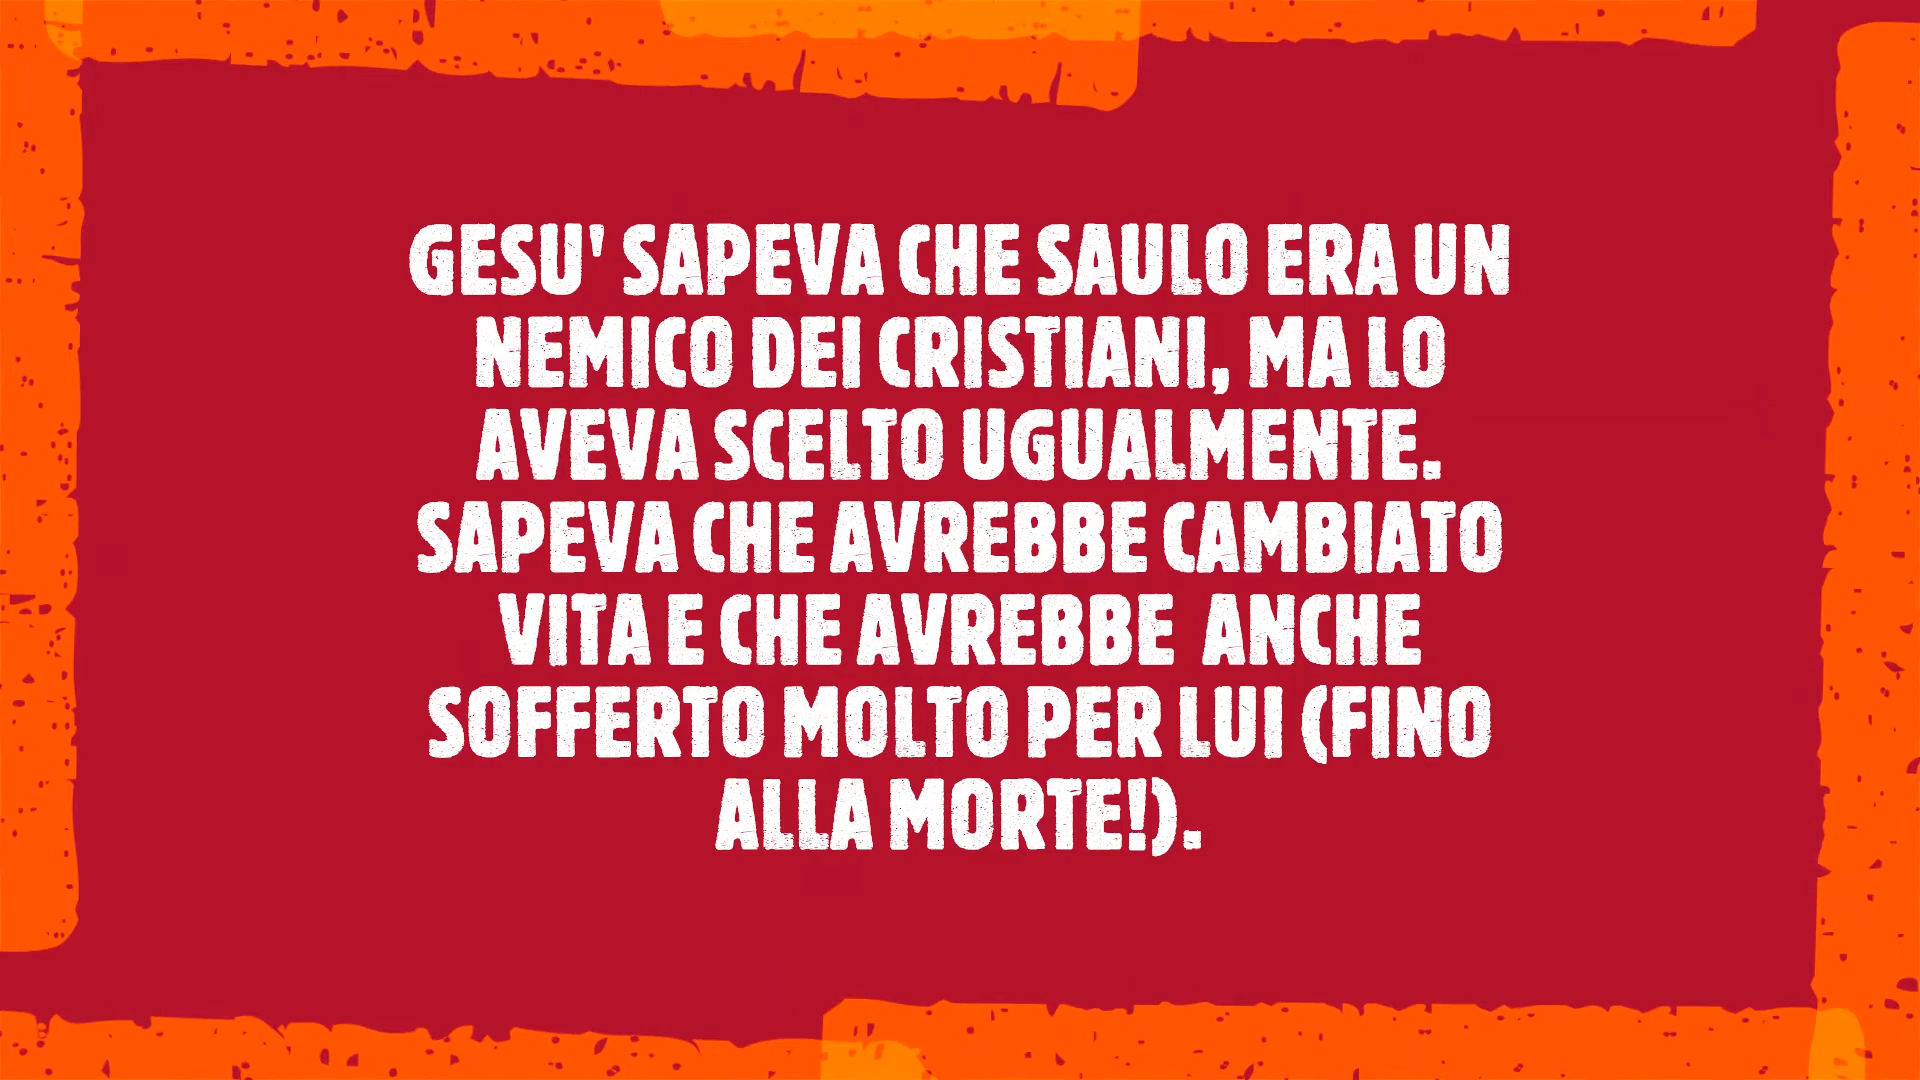 GESU' SAPEVA CHE SAULO ERA UN
NEMICO DEI CRISTIANI, MA LO
AVEVA SCELTO UGUALMENTE.
SAPEVA CHE AVREBBE CAMBIATO
VITA E CHE AVREBBE  ANCHE
SOFFERTO MOLTO PER LUI (FINO
ALLA MORTE!).